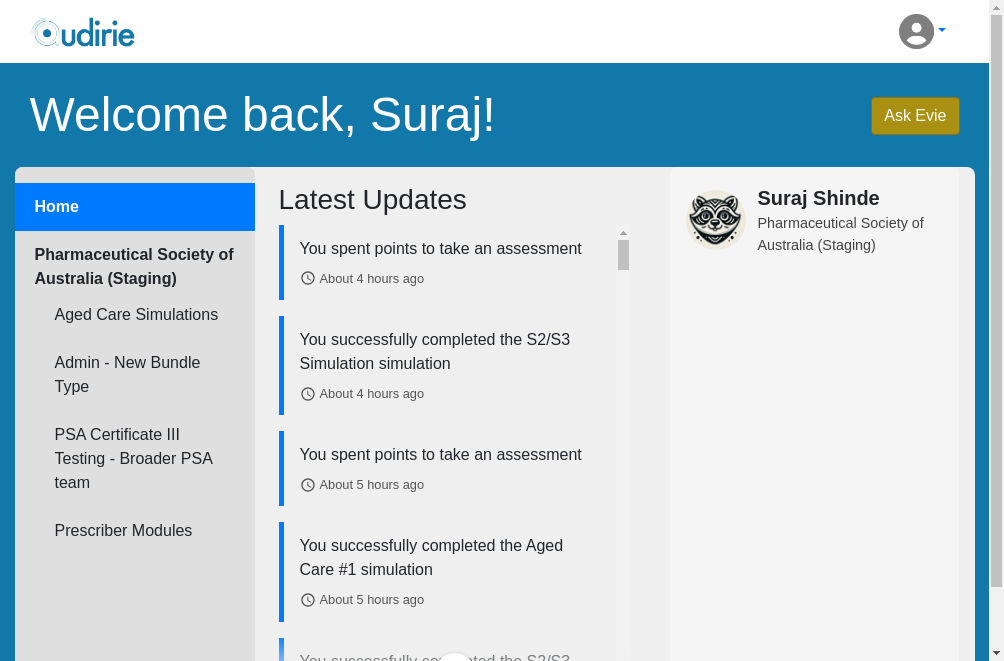 audirie
Welcome back, Suraj!
Ask Evie
Home
Pharmaceutical Society of
Australia (Staging)
Aged Care Simulations
Admin - New Bundle
Type
PSA Certificate III
Testing - Broader PSA
team
Prescriber Modules
Latest Updates
You spent points to take an assessment
About 4 hours ago
You successfully completed the S2/S3
Simulation simulation
About 4 hours ago
You spent points to take an assessment
About 5 hours ago
You successfully completed the Aged
Care #1 simulation
About 5 hours ago
You successfully completed the S2/S3
Suraj Shinde
Pharmaceutical Society of
Australia (Staging)